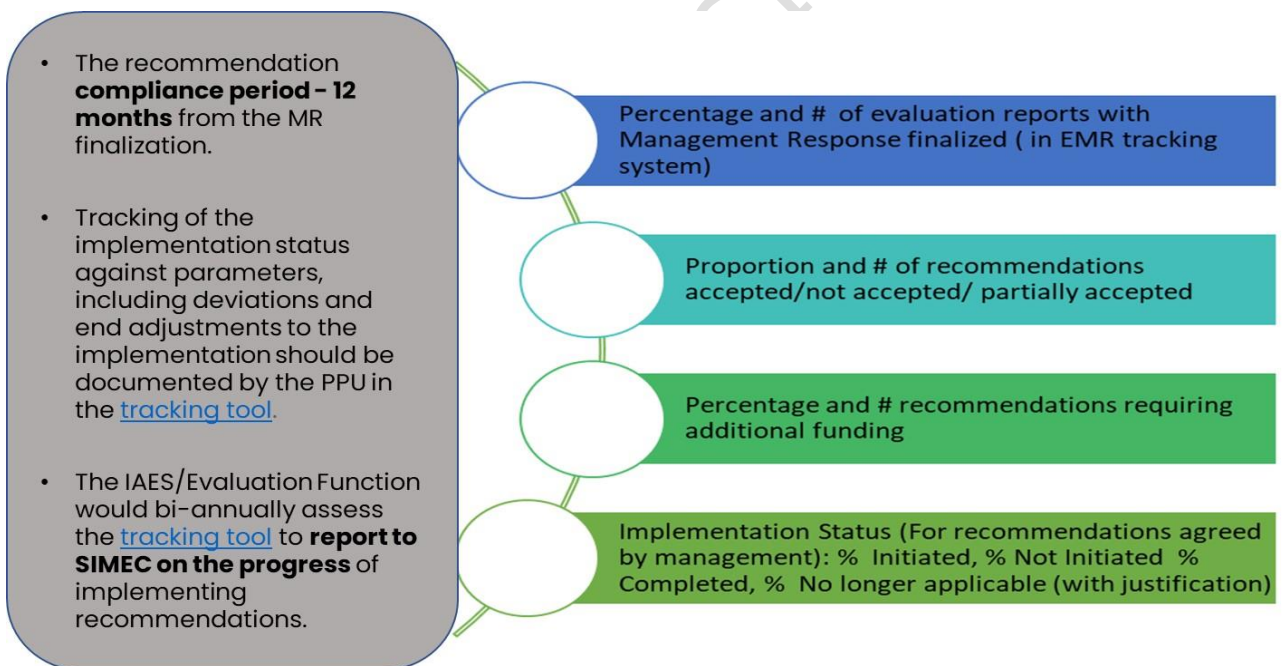 • The recommendation
compliance period - 12
months from the MR
finalization.
• Tracking of the
implementation status
against parameters,
including deviations and
end adjustments to the
implementation should be
documented by the PPU in
the tracking tool.
• The IAES/Evaluation Function
would bi-annually assess
the tracking tool to report to
SIMEC on the progress of
implementing
recommendations.
Percentage and # of evaluation reports with
Management Response finalized ( in EMR tracking
system)
Proportion and # of recommendations
accepted/not accepted/ partially accepted
Percentage and # recommendations requiring
additional funding
Implementation Status (For recommendations agreed
by management): % Initiated, % Not Initiated %
Completed, % No longer applicable (with justification)